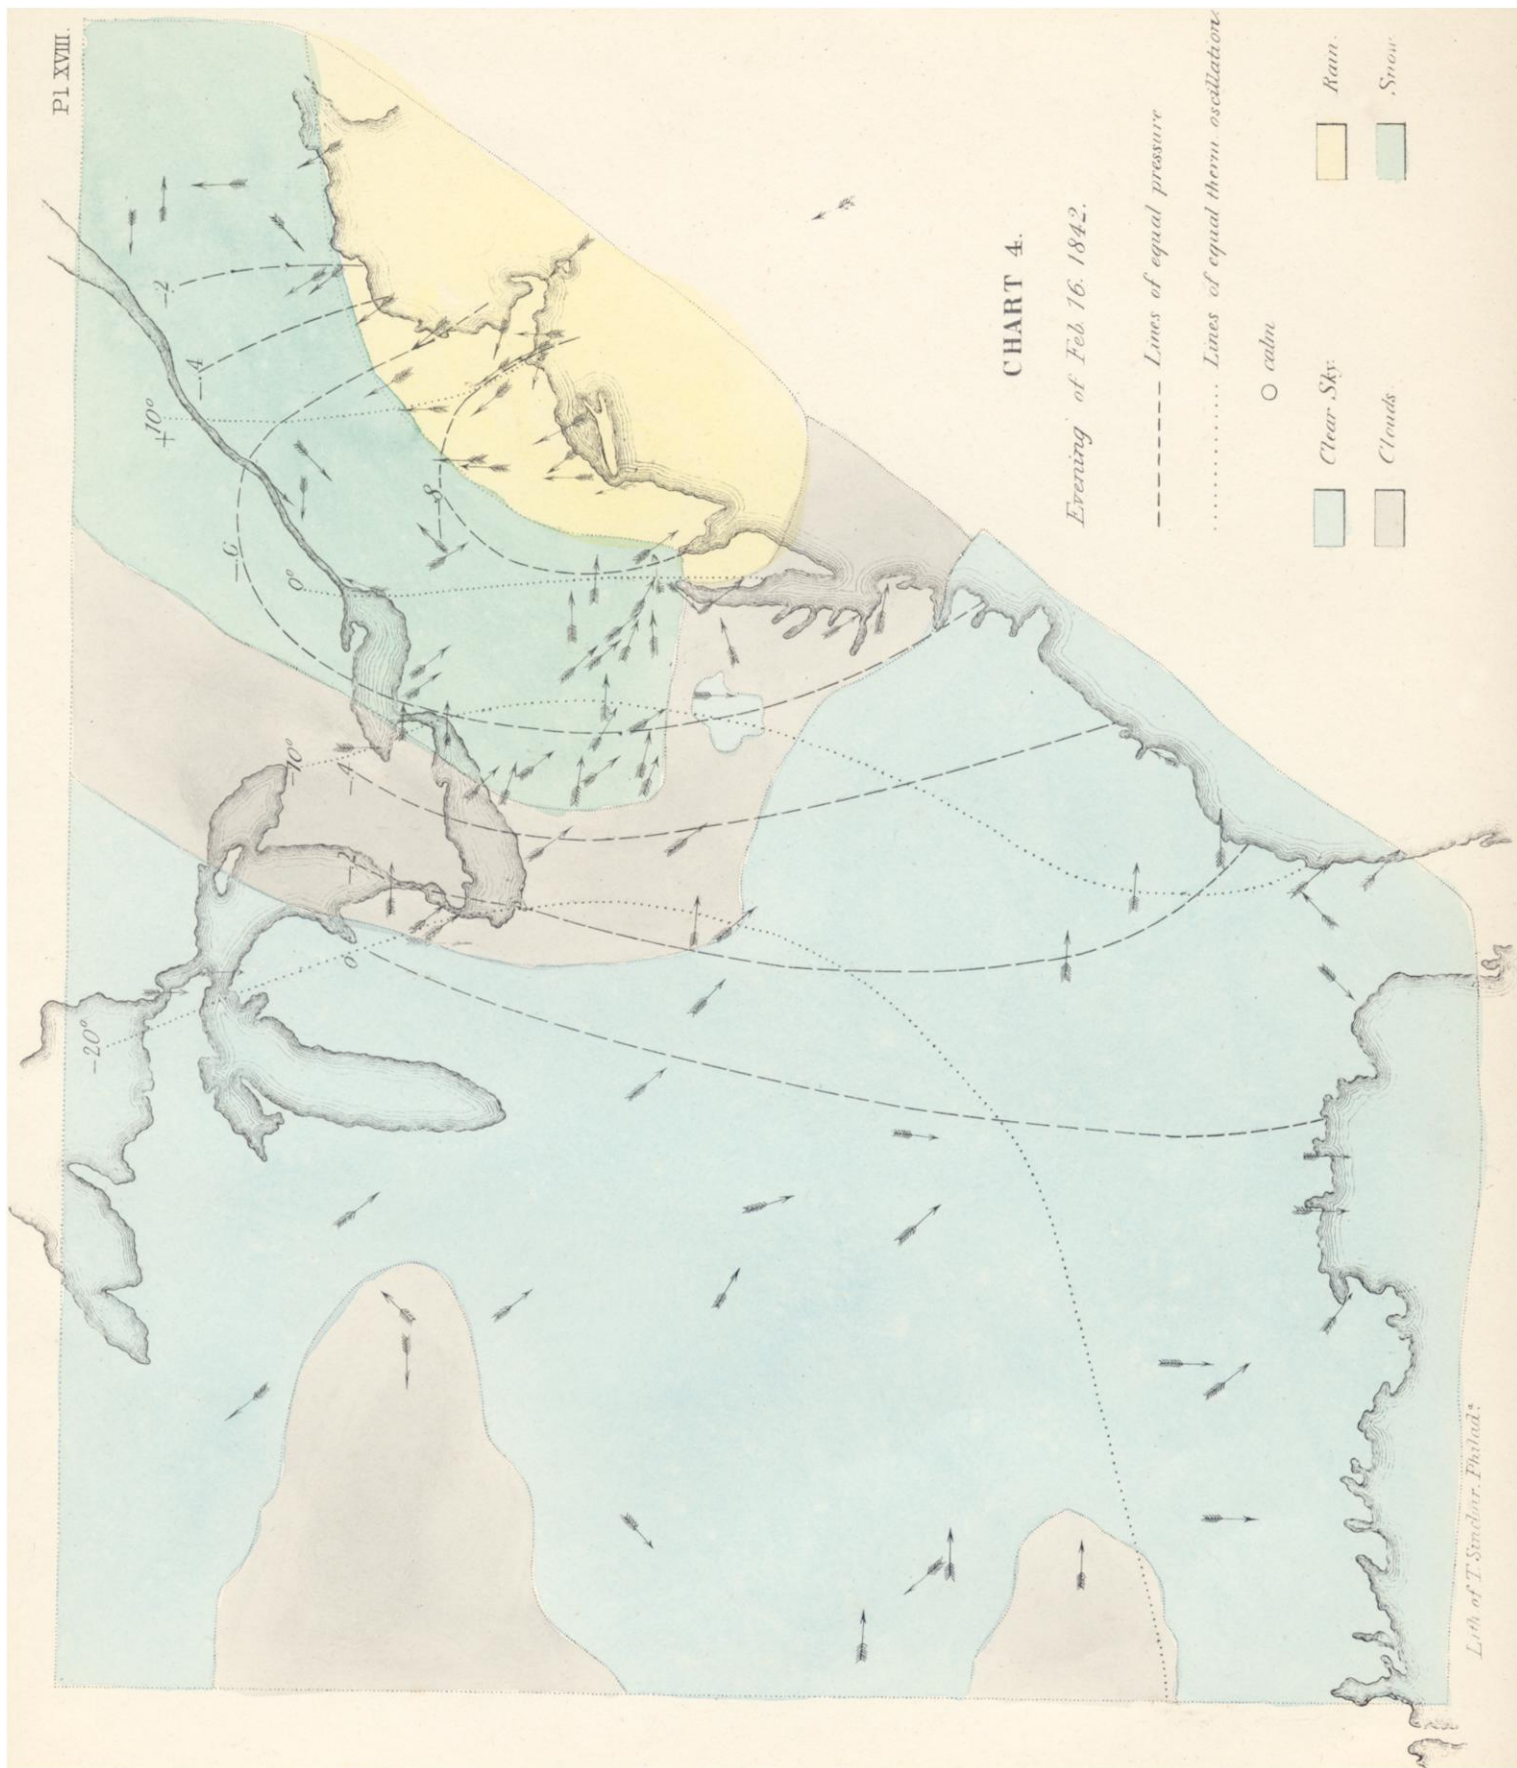 Pl XVIII.
CHART 4.
Evening of Feb. 16. 1842.
Lines of equal pressure
Lines of equal therm oscillation.
calm
Clear Sky.
Rain.
Clouds
Snow
-.2
-.4
+10°
-.6
-.8
0°
-10°
-.4
-.2
.0
-20°
Lith of T. Sinclair. Philadª